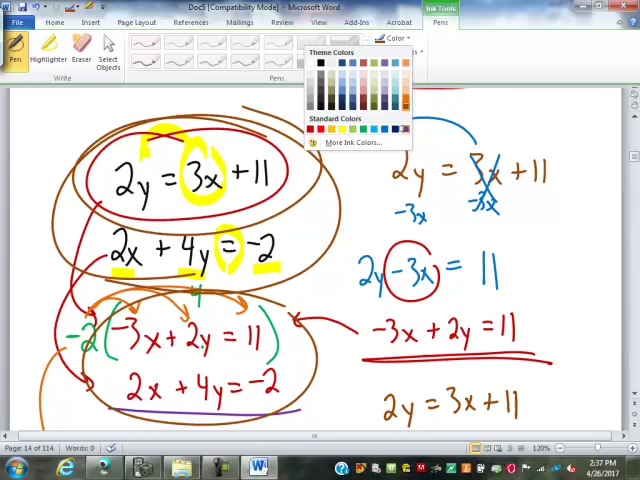 Doc5 [Compatibility Mode] - Microsoft Word
Ink Tools
File Home Insert Page Layout References Mailings Review View Add-Ins Acrobat Pens
Pen Highlighter Eraser Select Objects
Write
Color
Theme Colors
Standard Colors
More Ink Colors...
2y = 3x + 11
2x + 4y = -2
4
-2 ( -3x + 2y = 11 )
2x + 4y = -2
2y = 3x + 11
-3x -3x
2y - 3x = 11
-3x + 2y = 11
2y = 3x + 11
Page: 14 of 114 Words: 0
120%
2:37 PM
4/26/2017